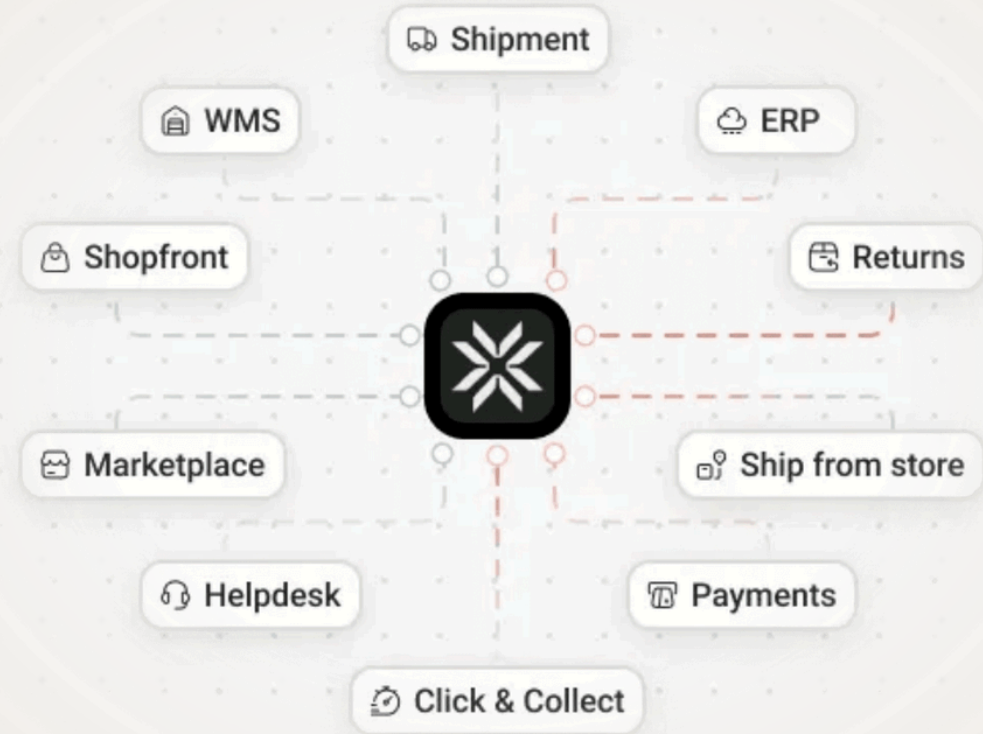 Shipment
WMS
ERP
Shopfront
Returns
Marketplace
Ship from store
Helpdesk
Payments
Click & Collect